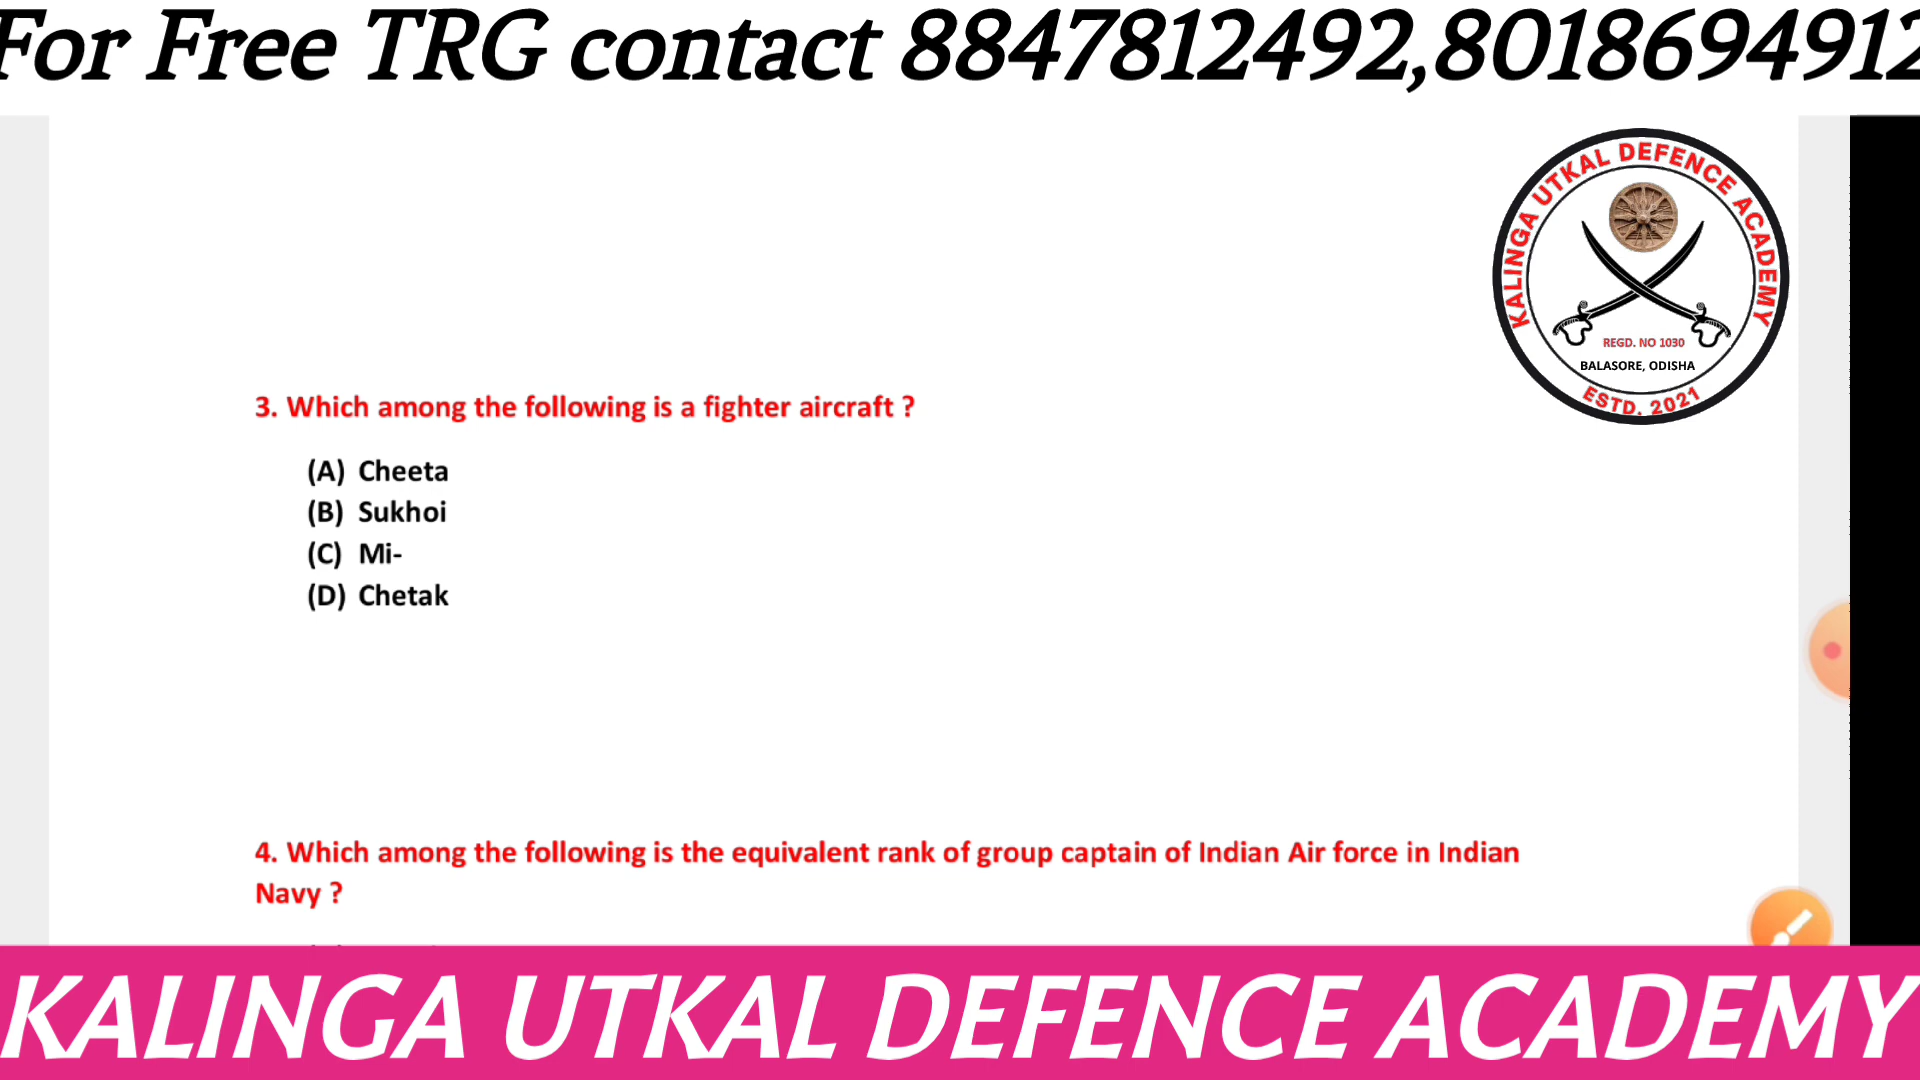 For Free TRG contact 8847812492,8018694912
KALINGA UTKAL DEFENCE ACADEMY
REGD. NO 1030
BALASORE, ODISHA
ESTD. 2021
3. Which among the following is a fighter aircraft ?
(A) Cheeta
(B) Sukhoi
(C) Mi-
(D) Chetak
4. Which among the following is the equivalent rank of group captain of Indian Air force in Indian
Navy ?
KALINGA UTKAL DEFENCE ACADEMY